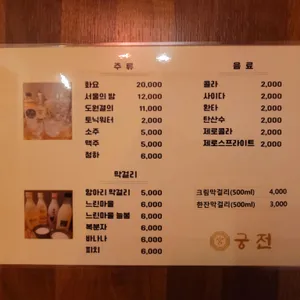 주 류
화요 20,000
서울의 밤 12,000
도원결의 11,000
토닉워터 2,000
소주 5,000
맥주 5,000
청하 6,000
음 료
콜라 2,000
사이다 2,000
환타 2,000
탄산수 2,000
제로콜라 2,000
제로스프라이트 2,000
막걸리
항아리 막걸리 5,000
느린마을 6,000
느린마을 늘봄 6,000
복분자 6,000
바나나 6,000
피치 6,000
크림막걸리(500ml) 4,000
한잔막걸리(500ml) 3,000
궁전